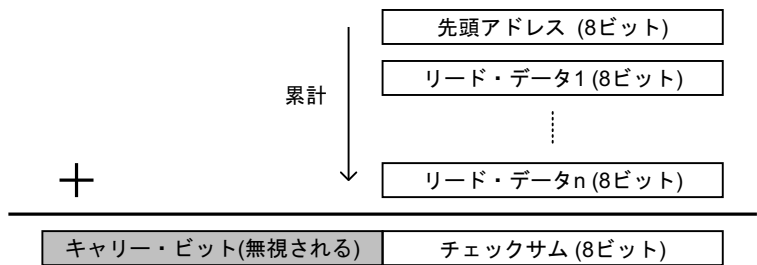 先頭アドレス (8ビット)
リード・データ1 (8ビット)
累計
リード・データn (8ビット)
キャリー・ビット(無視される)
チェックサム (8ビット)